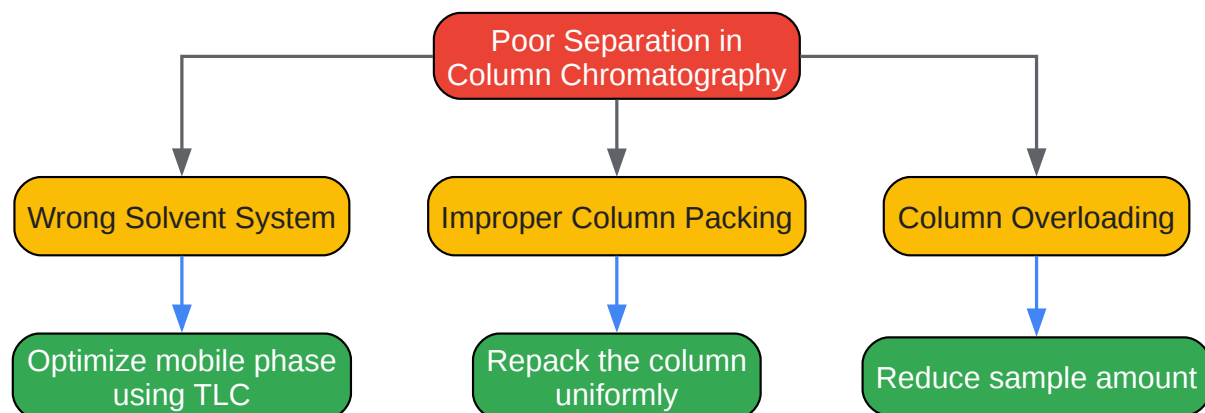 Poor Separation in
Column Chromatography
Wrong Solvent System
Improper Column Packing
Column Overloading
Optimize mobile phase
using TLC
Repack the column
uniformly
Reduce sample amount